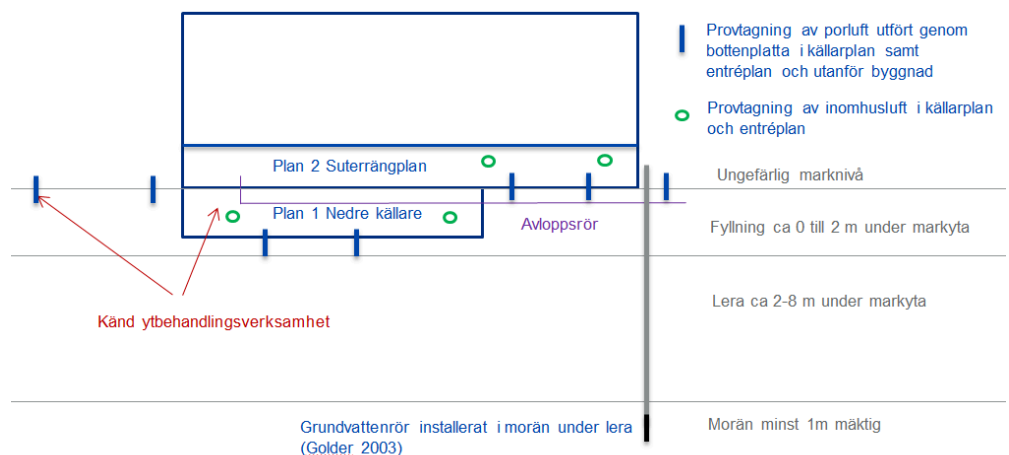 Provtagning av porluft utfört genom
bottenplatta i källarplan samt
entréplan och utanför byggnad
Provtagning av inomhusluft i källarplan
och entréplan
Plan 2 Suterrängplan
Ungefärlig marknivå
Plan 1 Nedre källare
Avloppsrör
Fyllning ca 0 till 2 m under markyta
Lera ca 2-8 m under markyta
Känd ytbehandlingsverksamhet
Grundvattenrör installerat i morän under lera
(Golder 2003)
Morän minst 1m mäktig